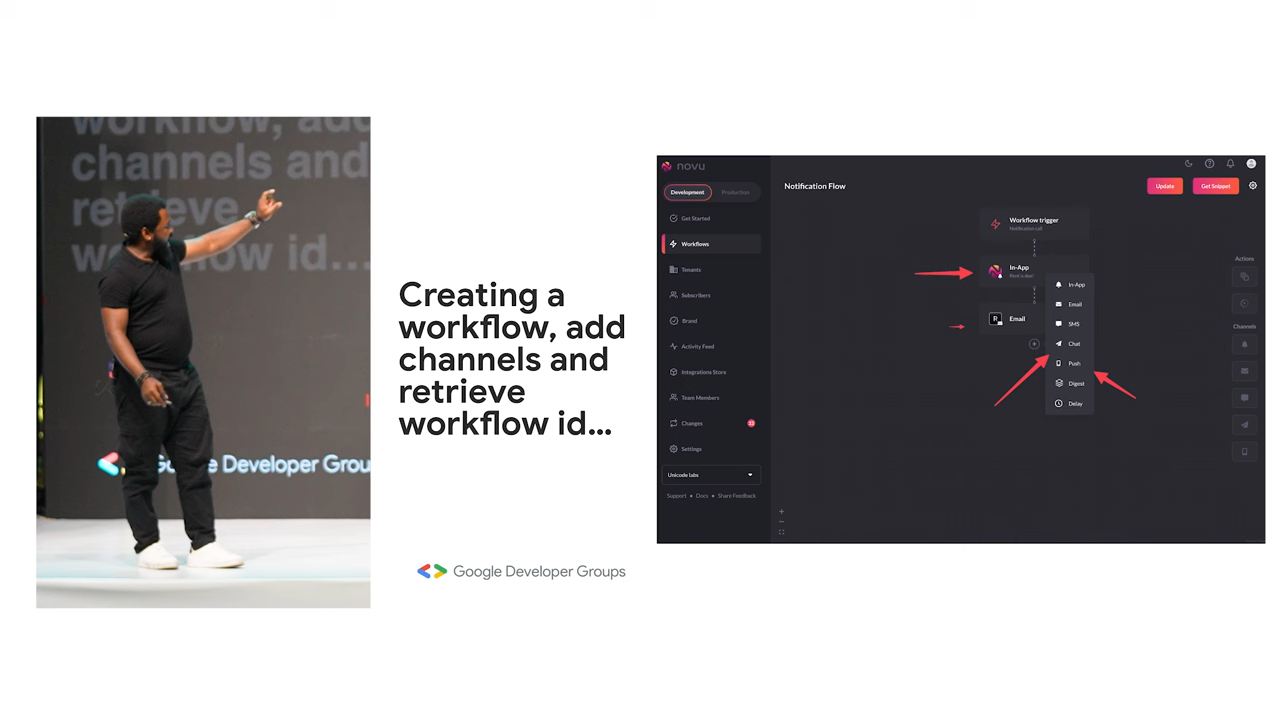 workflow, add
channels and
retrieve
workflow id...
Google Developer Grou
Creating a
workflow, add
channels and
retrieve
workflow id...
Google Developer Groups
novu
Development
Production
Get Started
Workflows
Tenants
Subscribers
Brand
Activity Feed
Integrations Store
Team Members
Changes
Settings
Unicode labs
Support • Docs • Share Feedback
Notification Flow
Update
Get Snippet
Workflow trigger
Notification call
In-App
Email
In-App
Email
SMS
Chat
Push
Digest
Delay
Actions
Channels